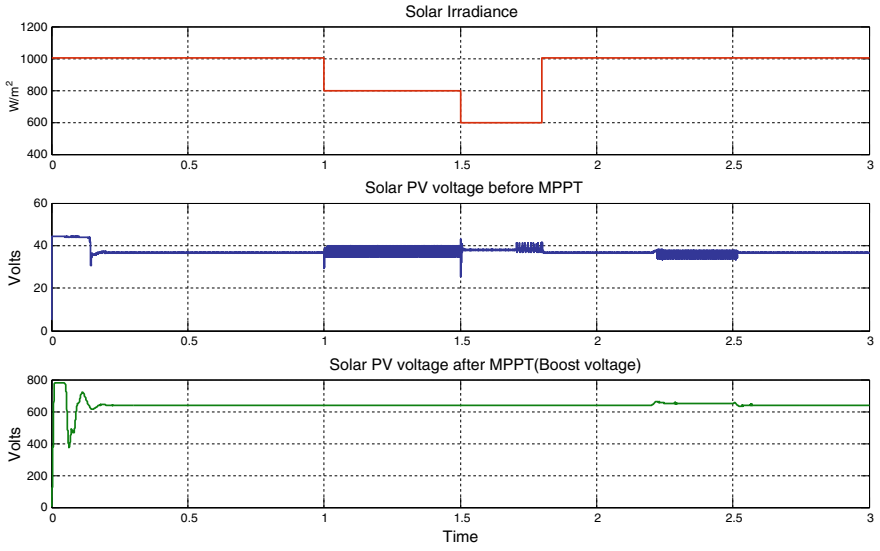 Solar Irradiance
1200
1000
800
600
400
W/m²
0 0.5 1 1.5 2 2.5 3
Solar PV voltage before MPPT
60
40
20
0
Volts
0 0.5 1 1.5 2 2.5 3
Solar PV voltage after MPPT(Boost voltage)
800
600
400
200
0
Volts
0 0.5 1 1.5 2 2.5 3
Time